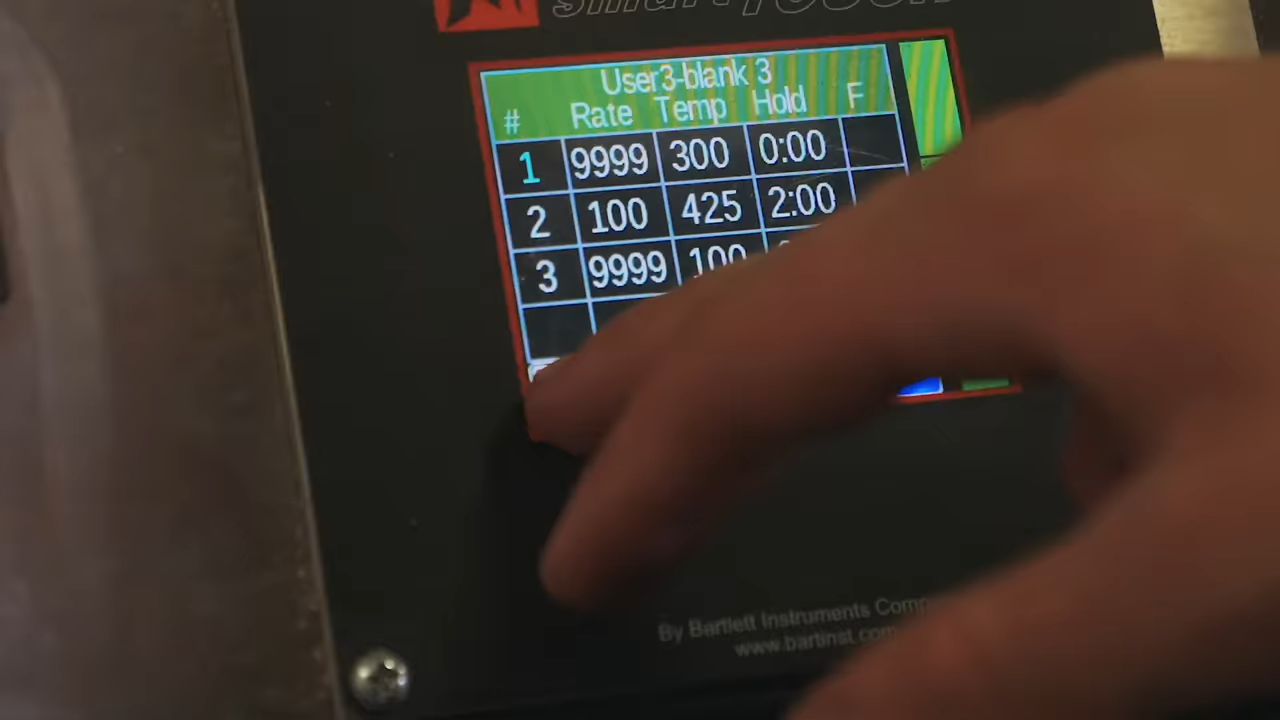 User3-blank 3
# Rate Temp Hold F
1 9999 300 0:00
2 100 425 2:00
3 9999 100
By Bartlett Instruments
www.bartinst.com